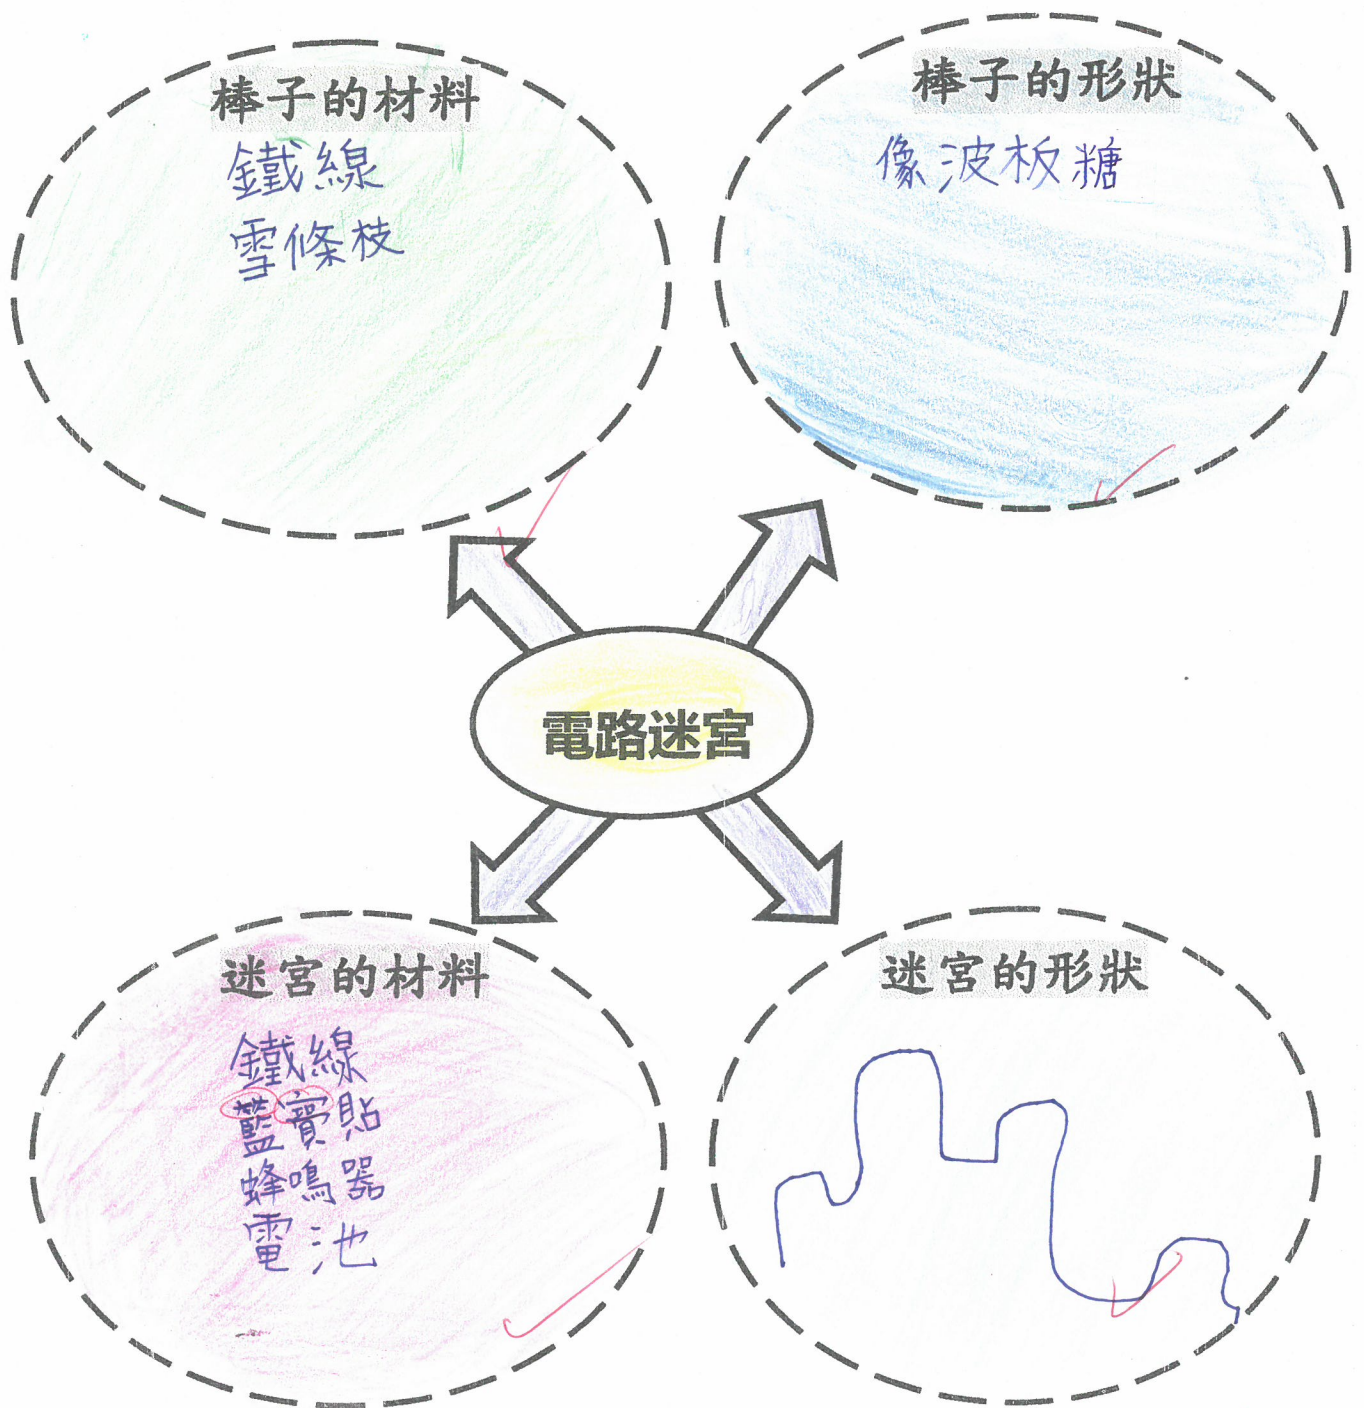 棒子的材料
鐵線
雪條枝
棒子的形狀
像波板糖
電路迷宮
迷宮的材料
鐵線
藍寶貼
蜂鳴器
電池
迷宮的形狀